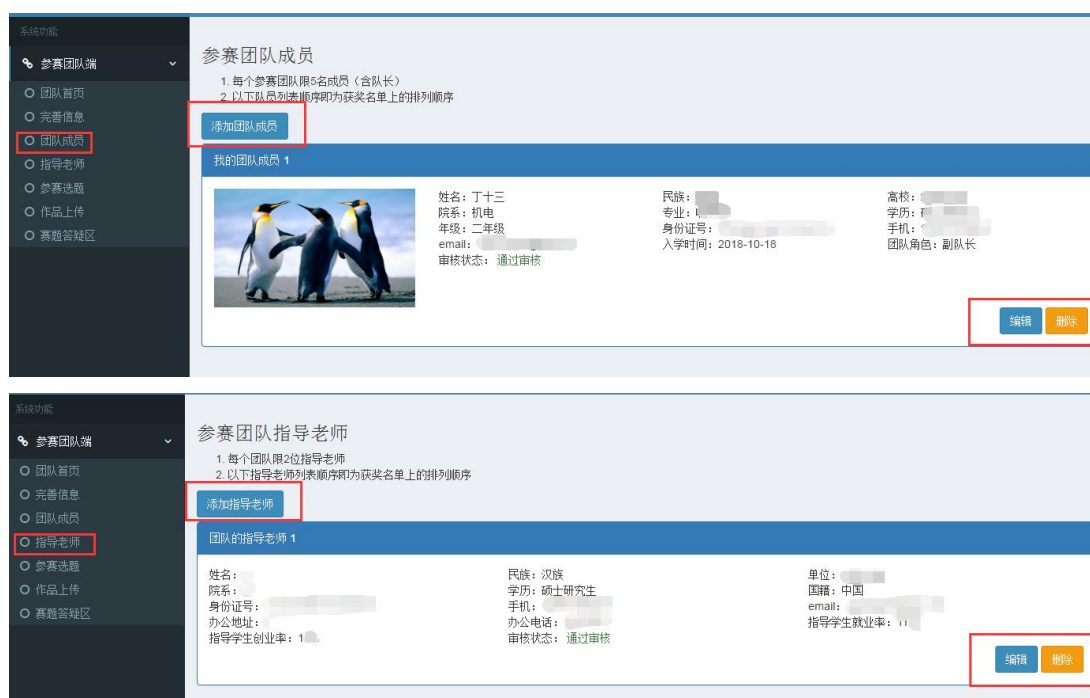 系统功能
参赛团队端
团队首页
完善信息
团队成员
指导老师
参赛选题
作品上传
赛题答疑区
参赛团队成员
1. 每个参赛团队限5名成员（含队长）
2. 以下队员列表顺序即为获奖名单上的排列顺序
添加团队成员
我的团队成员 1
姓名：丁十三
院系：机电
年级：二年级
email：
审核状态：通过审核
民族：
专业：
身份证号：
入学时间：2018-10-18
高校：
学历：
手机：
团队角色：副队长
编辑 删除
系统功能
参赛团队端
团队首页
完善信息
团队成员
指导老师
参赛选题
作品上传
赛题答疑区
参赛团队指导老师
1. 每个团队限2位指导老师
2. 以下指导老师列表顺序即为获奖名单上的排列顺序
添加指导老师
团队的指导老师 1
姓名：
院系：
身份证号：
办公地址：
指导学生创业率：1
民族：汉族
学历：硕士研究生
手机：
办公电话：
审核状态：通过审核
单位：
国籍：中国
email：
指导学生就业率：11
编辑 删除